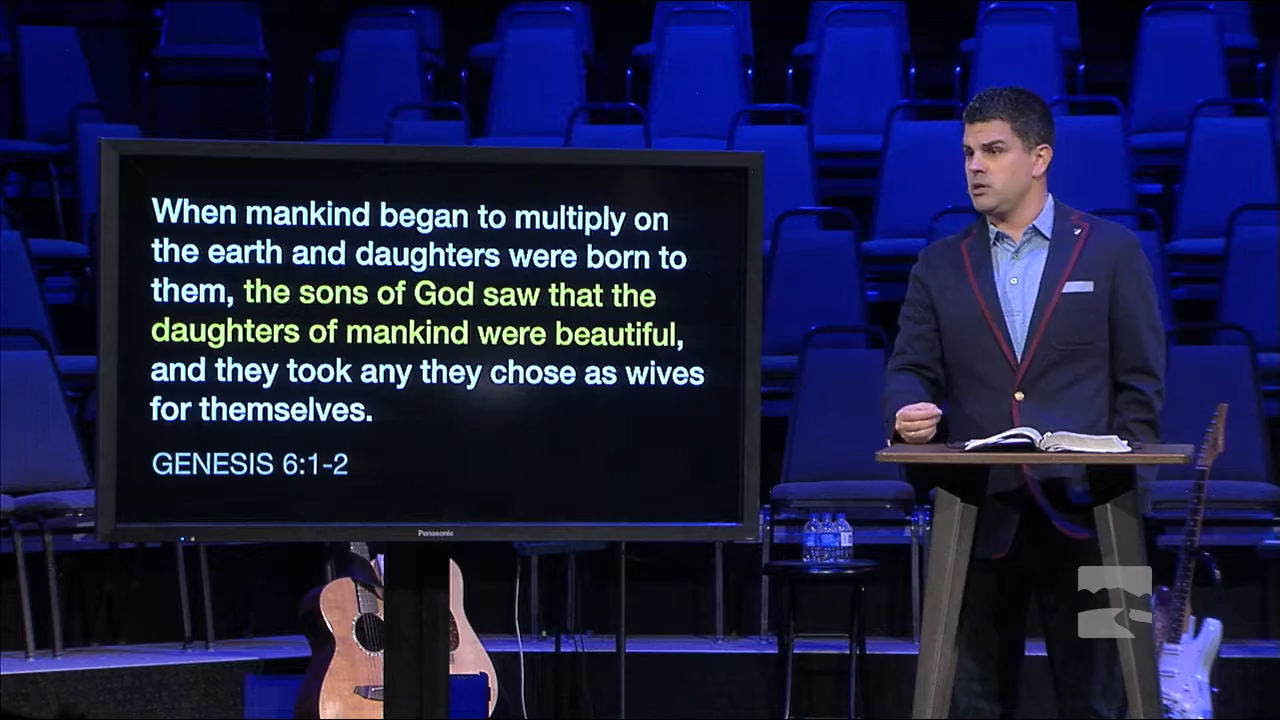 When mankind began to multiply on
the earth and daughters were born to
them, the sons of God saw that the
daughters of mankind were beautiful,
and they took any they chose as wives
for themselves.
GENESIS 6:1-2
Panasonic